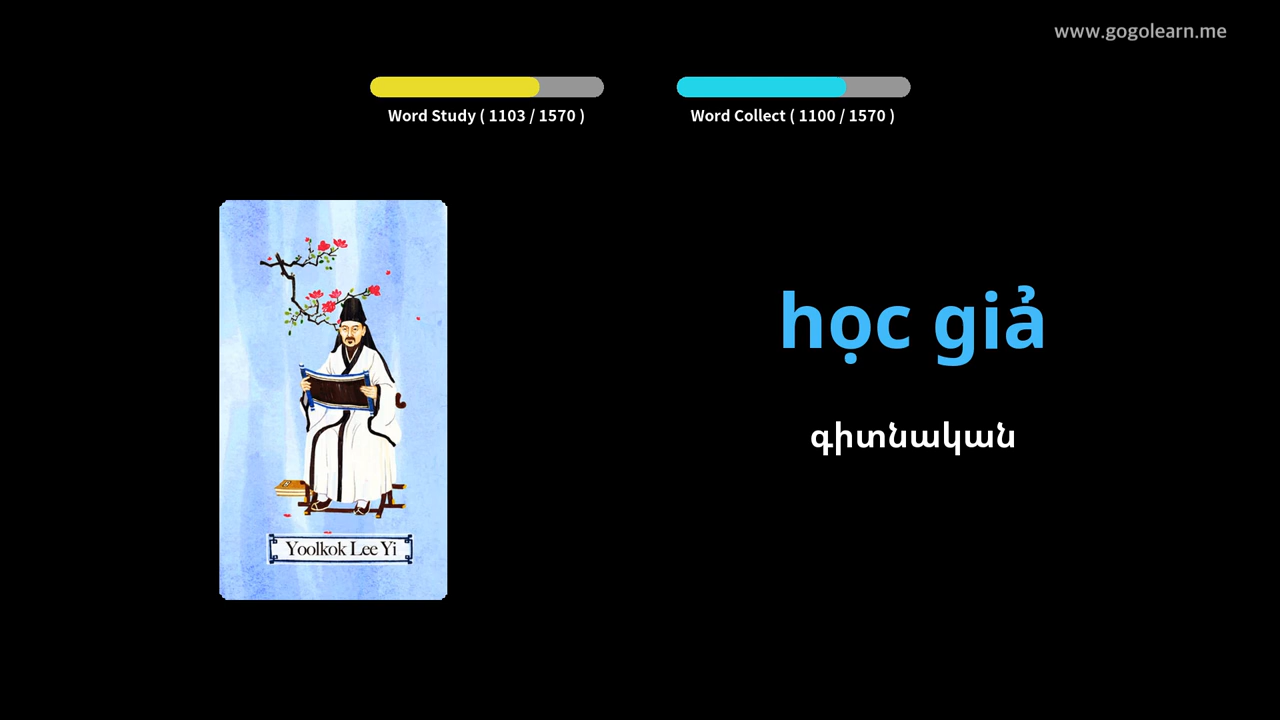 www.gogolearn.me
Word Study ( 1103 / 1570 )
Word Collect ( 1100 / 1570 )
học giả
գիտնական
Yoolkok Lee Yi